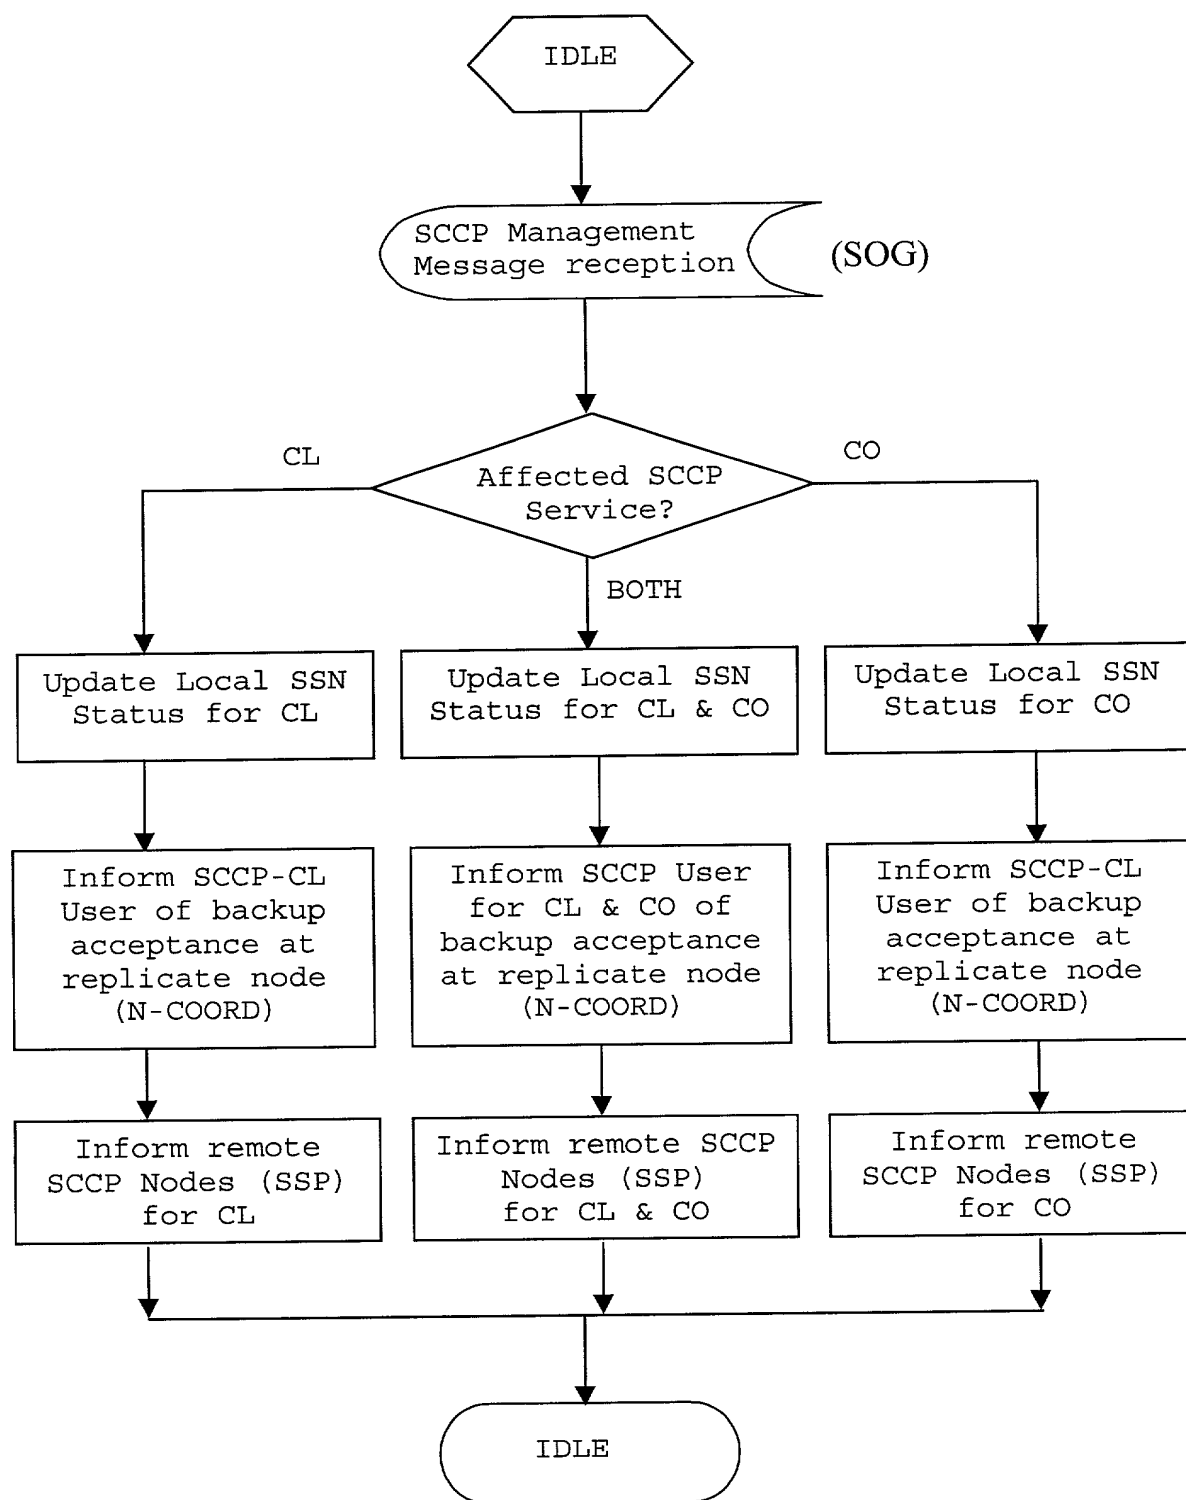 IDLE
SCCP Management
Message reception
(SOG)
CL
CO
Affected SCCP
Service?
BOTH
Update Local SSN
Status for CL
Update Local SSN
Status for CL & CO
Update Local SSN
Status for CO
Inform SCCP-CL
User of backup
acceptance at
replicate node
(N-COORD)
Inform SCCP User
for CL & CO of
backup acceptance
at replicate node
(N-COORD)
Inform SCCP-CL
User of backup
acceptance at
replicate node
(N-COORD)
Inform remote
SCCP Nodes (SSP)
for CL
Inform remote SCCP
Nodes (SSP)
for CL & CO
Inform remote
SCCP Nodes (SSP)
for CO
IDLE